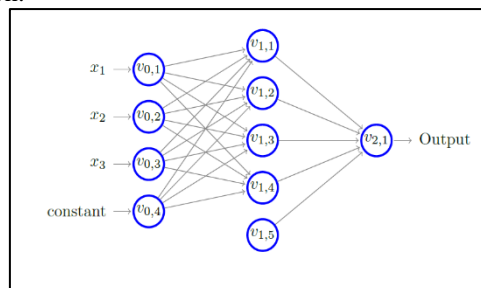 x₁ v₀,₁ v₁,₁
x₂ v₀,₂ v₁,₂
x₃ v₀,₃ v₁,₃ v₂,₁ Output
constant v₀,₄ v₁,₄
v₁,₅